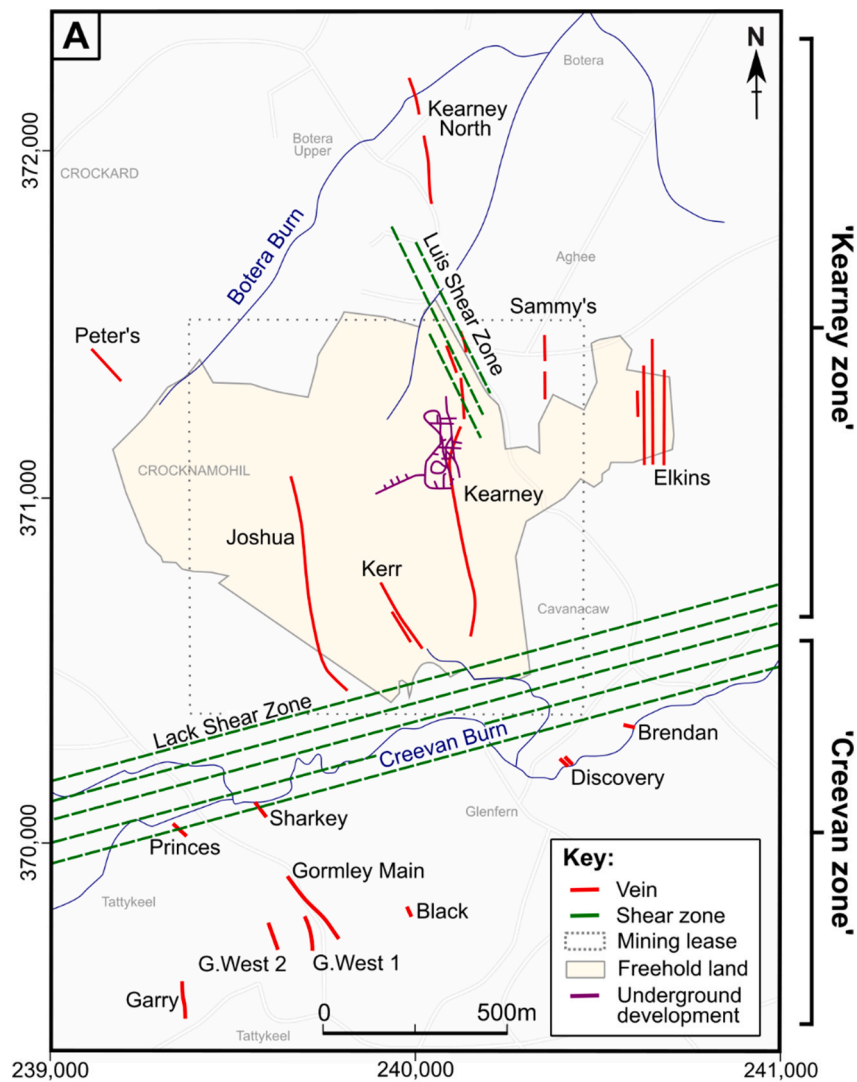 A
N
Botera
Kearney
North
Botera
Upper
CROCKARD
372,000
Botera Burn
Luis Shear Zone
Aghee
Sammy's
Peter's
'Kearney zone'
CROCKNAMOHIL
371,000
Elkins
Kearney
Joshua
Kerr
Cavanacaw
Lack Shear Zone
Creevan Burn
Brendan
Discovery
Sharkey
Glenfern
Princes
370,000
'Creevan zone'
Gormley Main
Tattykeel
Black
G.West 2
G.West 1
Garry
Tattykeel
0
500m
Key:
Vein
Shear zone
Mining lease
Freehold land
Underground
development
239,000
240,000
241,000